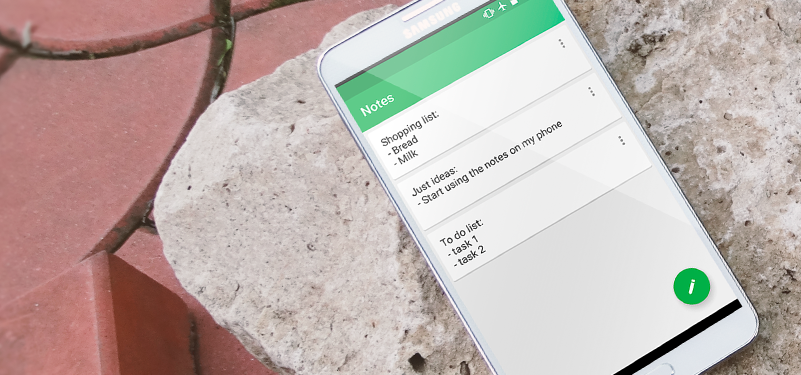 SAMSUNG
Notes
Shopping list:
- Bread
- Milk
Just ideas:
- Start using the notes on my phone
To do list:
- task 1
- task 2